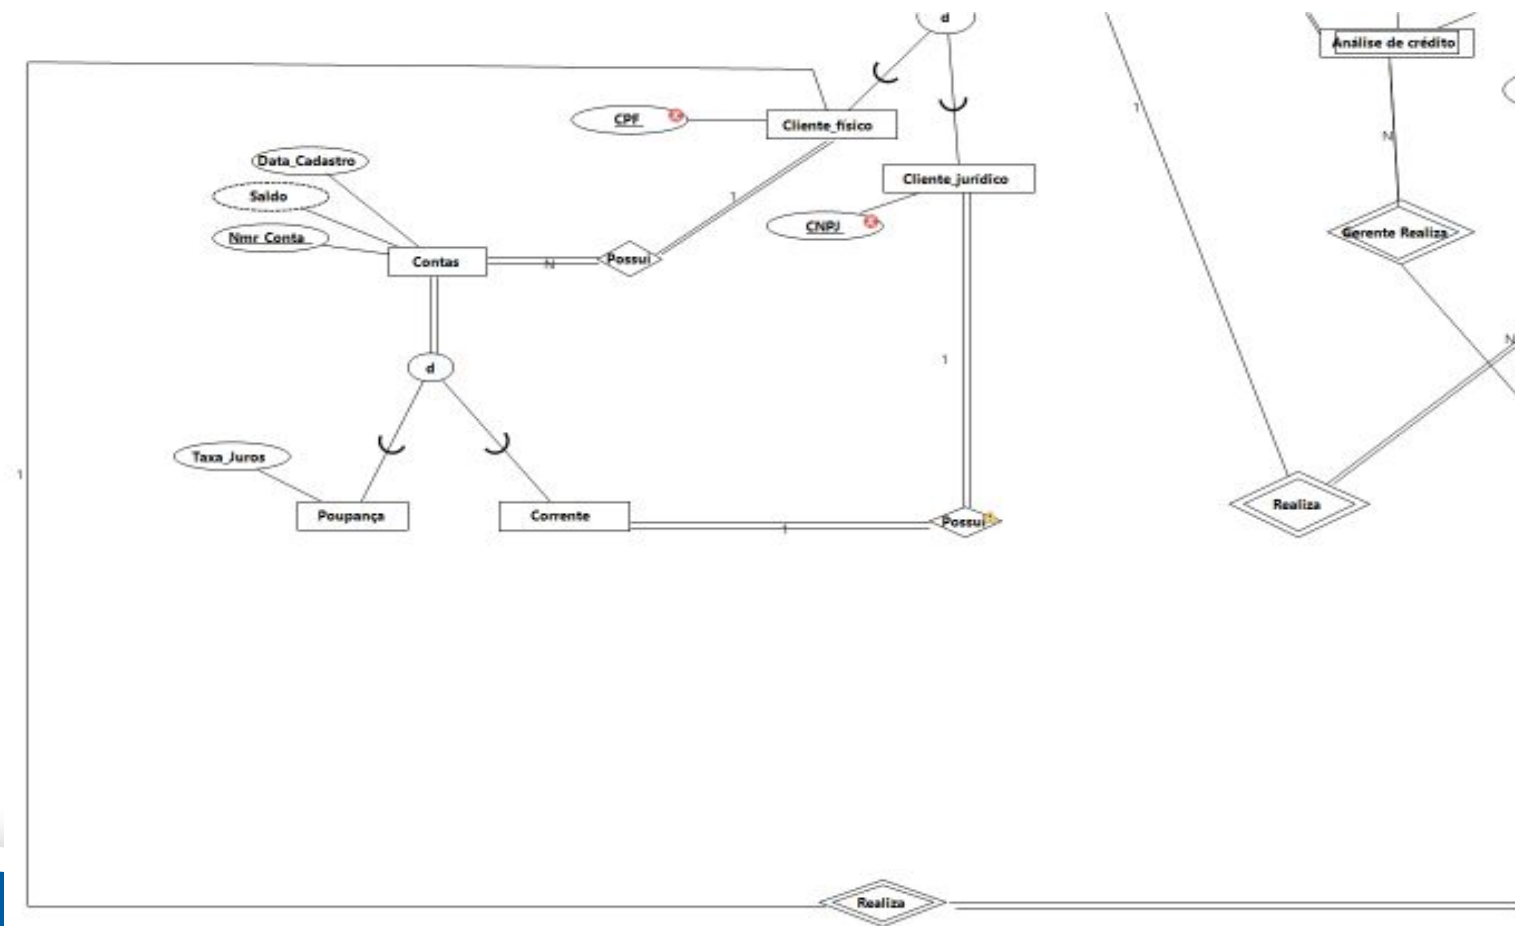 d
Análise de crédito
1
CPF
Cliente_físico
N
Data_Cadastro
Cliente_jurídico
Saldo
1
CNPJ
Nmr_Conta
Gerente Realiza
Contas
N
Possui
N
1
d
Taxa_Juros
1
Poupança
Corrente
Possui
1
Realiza
Realiza